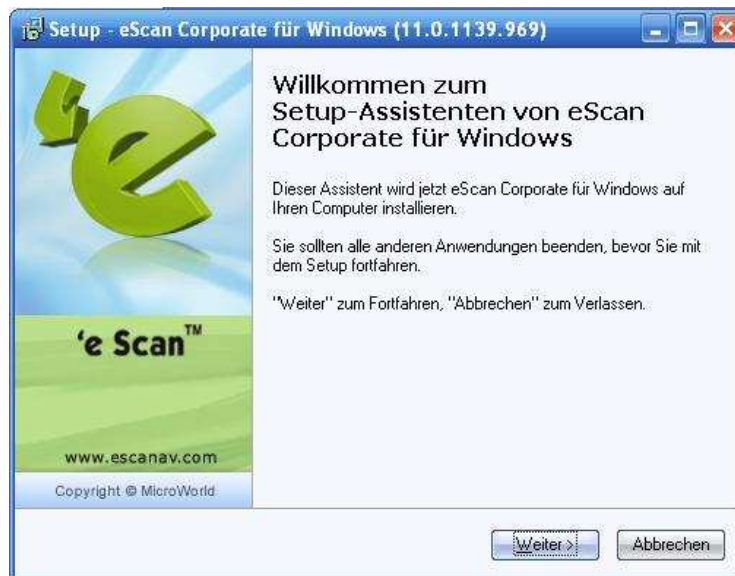 Setup - eScan Corporate für Windows (11.0.1139.969)
Willkommen zum
Setup-Assistenten von eScan
Corporate für Windows
Dieser Assistent wird jetzt eScan Corporate für Windows auf
Ihren Computer installieren.
Sie sollten alle anderen Anwendungen beenden, bevor Sie mit
dem Setup fortfahren.
"Weiter" zum Fortfahren, "Abbrechen" zum Verlassen.
'e
'e Scan™
www.escanav.com
Copyright © MicroWorld
Weiter >
Abbrechen